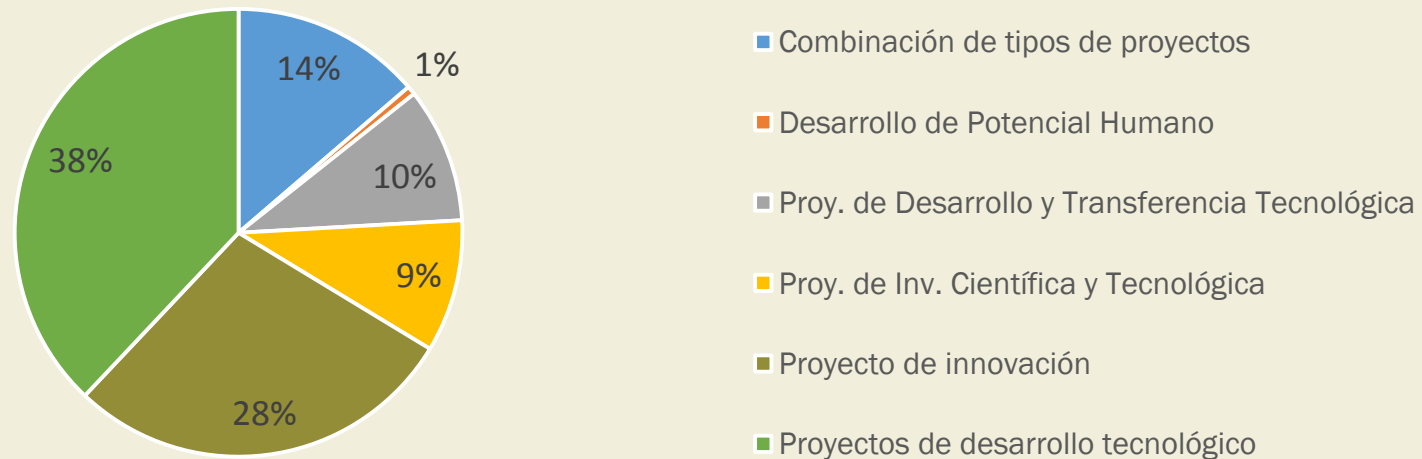 14%
1%
10%
9%
28%
38%
Combinación de tipos de proyectos
Desarrollo de Potencial Humano
Proy. de Desarrollo y Transferencia Tecnológica
Proy. de Inv. Científica y Tecnológica
Proyecto de innovación
Proyectos de desarrollo tecnológico